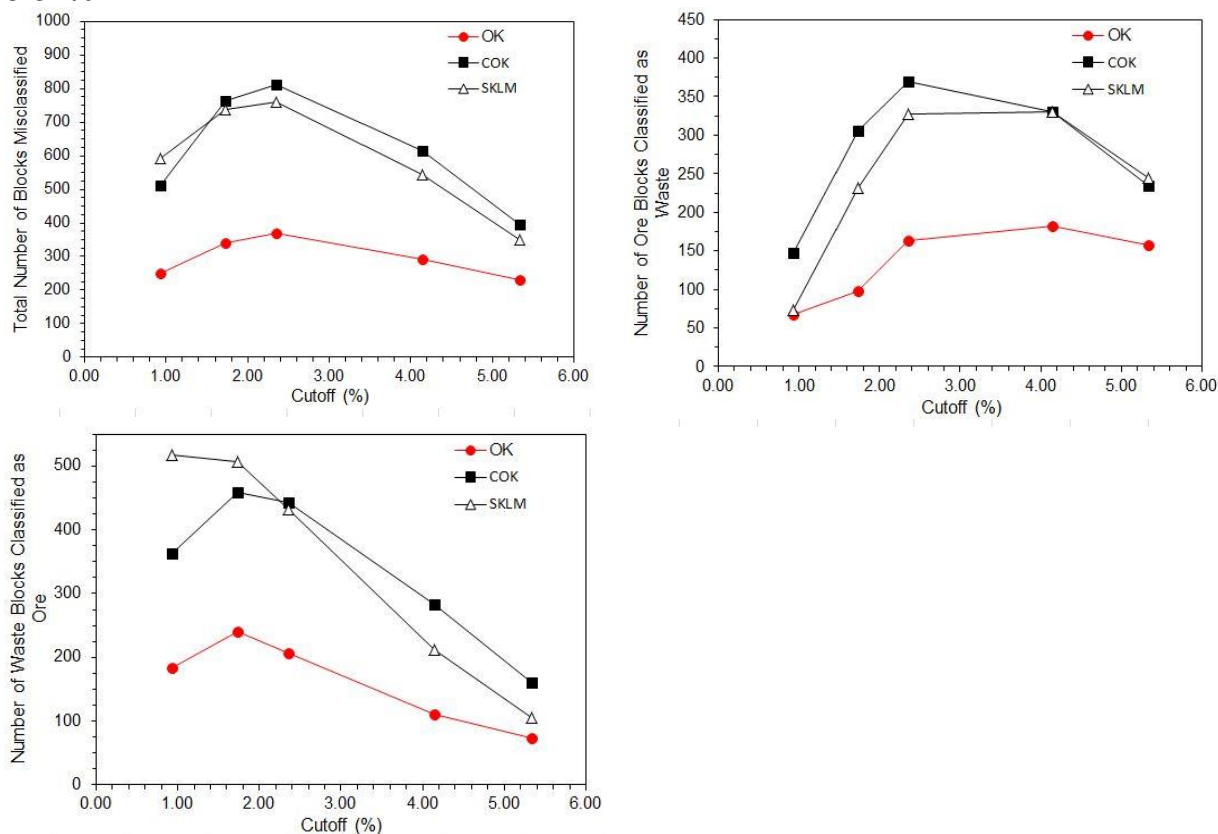 Total Number of Blocks Misclassified
1000
900
800
700
600
500
400
300
200
100
0
0.00 1.00 2.00 3.00 4.00 5.00 6.00
Cutoff (%)
OK
COK
SKLM
Number of Ore Blocks Classified as
Waste
450
400
350
300
250
200
150
100
50
0
0.00 1.00 2.00 3.00 4.00 5.00 6.00
Cutoff (%)
OK
COK
SKLM
Number of Waste Blocks Classified as
Ore
500
400
300
200
100
0
0.00 1.00 2.00 3.00 4.00 5.00 6.00
Cutoff (%)
OK
COK
SKLM